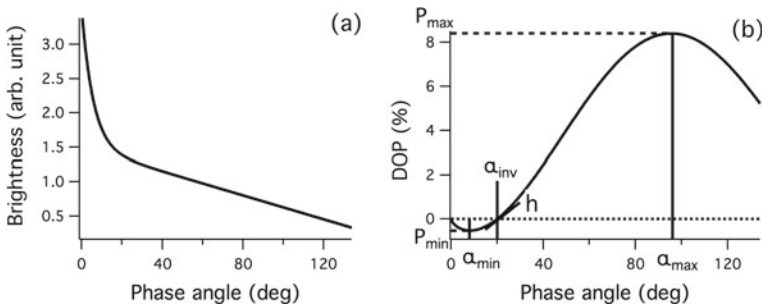 (a)
Brightness (arb. unit)
3.0
2.5
2.0
1.5
1.0
0.5
0 40 80 120
Phase angle (deg)
(b)
Pmax
DOP (%)
8
6
4
2
0
Pmin
αinv
h
αmin
αmax
0 40 80 120
Phase angle (deg)